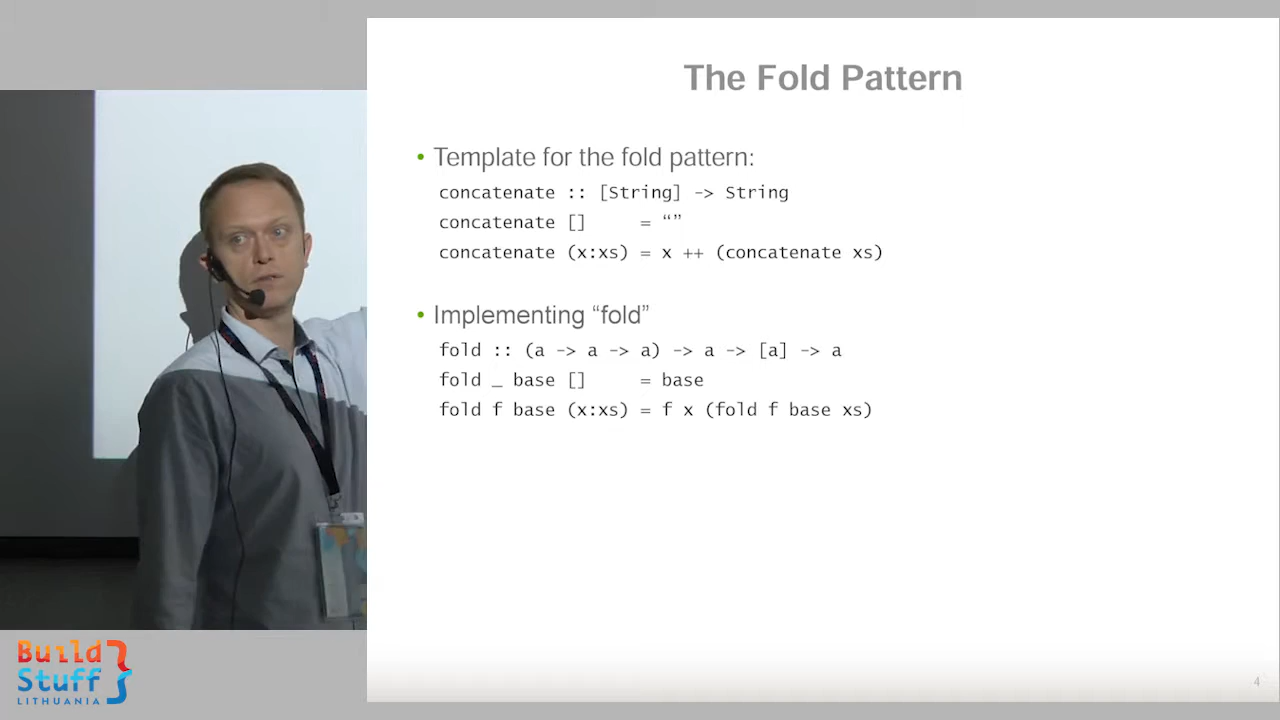 The Fold Pattern
• Template for the fold pattern:
concatenate :: [String] -> String
concatenate [] = “”
concatenate (x:xs) = x ++ (concatenate xs)
• Implementing “fold”
fold :: (a -> a -> a) -> a -> [a] -> a
fold _ base [] = base
fold f base (x:xs) = f x (fold f base xs)
Build
Stuff
LITHUANIA
4